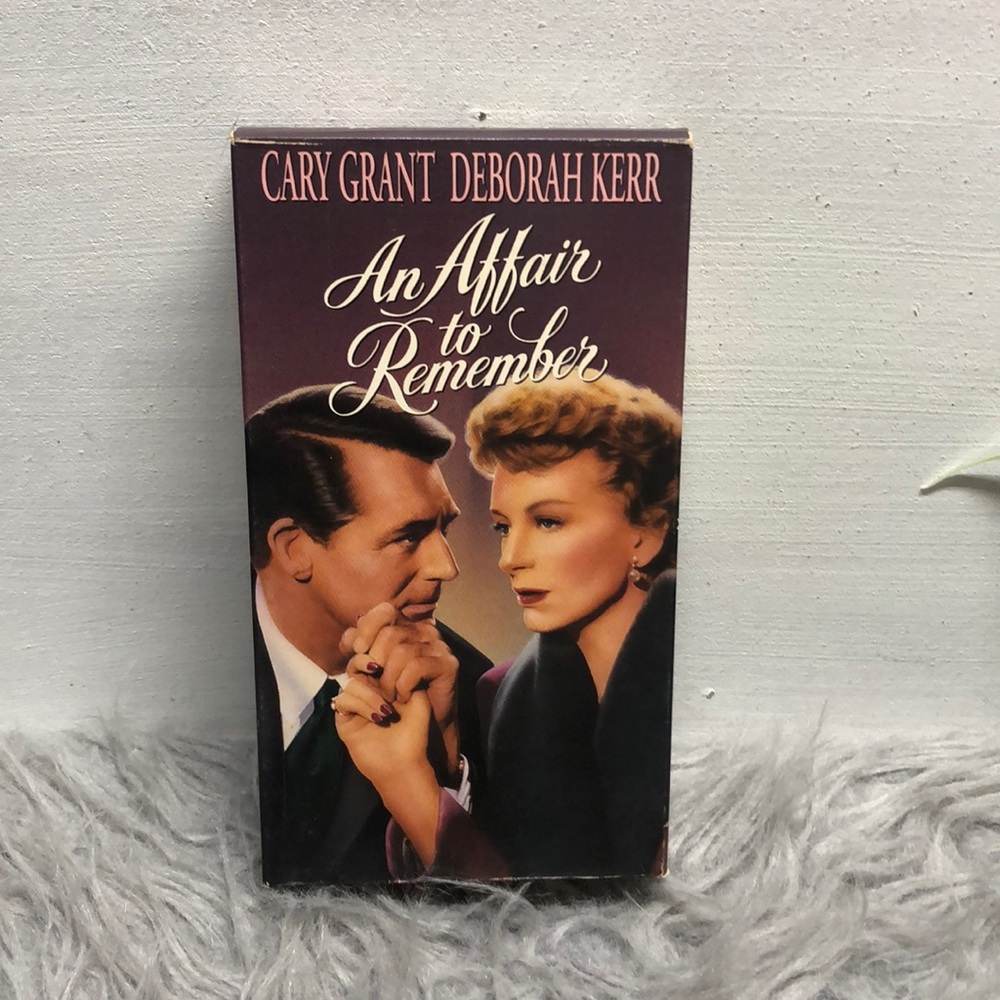 CARY GRANT DEBORAH KERR
An Affair
to
Remember